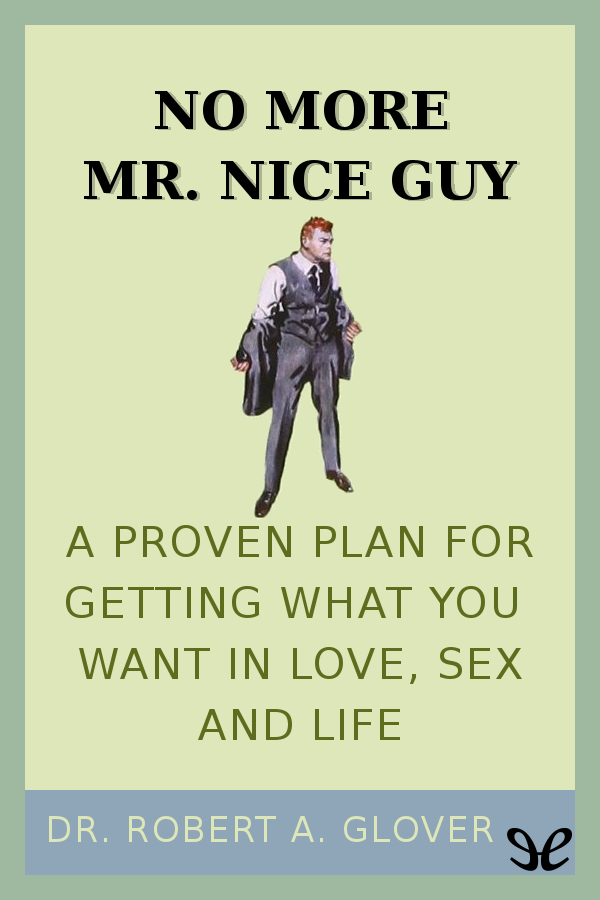 NO MORE
MR. NICE GUY
A PROVEN PLAN FOR
GETTING WHAT YOU
WANT IN LOVE, SEX
AND LIFE
DR. ROBERT A. GLOVER